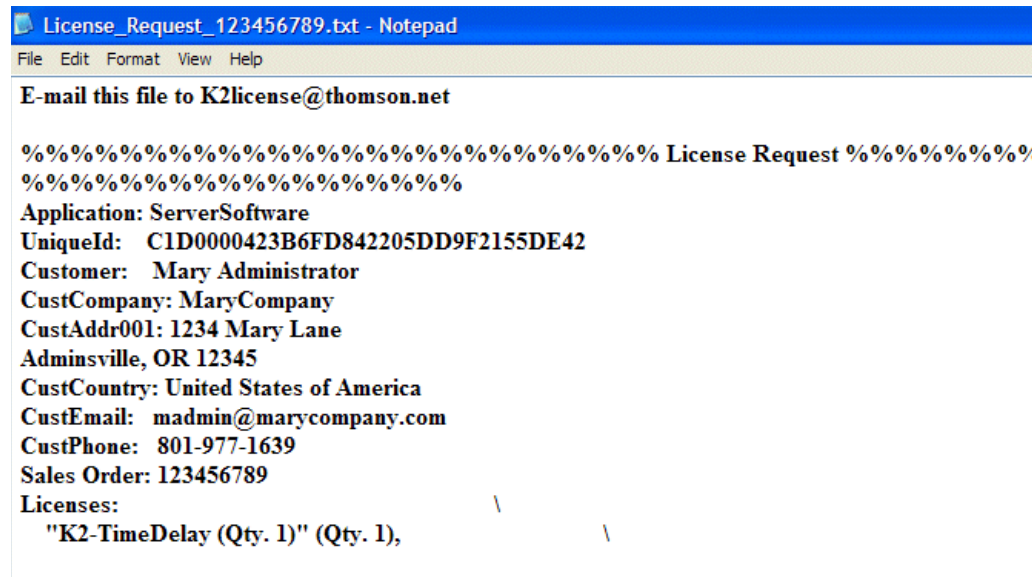 License_Request_123456789.txt - Notepad
File Edit Format View Help
E-mail this file to K2license@thomson.net
%%%%%%%%%%%%%%%%%%%%%%%%%% License Request %%%%%%%%
%%%%%%%%%%%%%%%%%%
Application: ServerSoftware
UniqueId: C1D0000423B6FD842205DD9F2155DE42
Customer: Mary Administrator
CustCompany: MaryCompany
CustAddr001: 1234 Mary Lane
Adminsville, OR 12345
CustCountry: United States of America
CustEmail: madmin@marycompany.com
CustPhone: 801-977-1639
Sales Order: 123456789
Licenses: \
"K2-TimeDelay (Qty. 1)" (Qty. 1), \